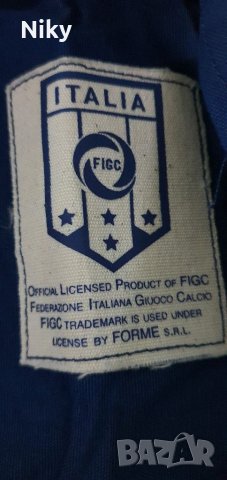 Niky
ITALIA
FIGC
OFFICIAL LICENSED PRODUCT OF FIGC
FEDERAZIONE ITALIANA GIUOCO CALCIO
FIGC TRADEMARK IS USED UNDER
LICENSE BY FORME S.R.L.
BAZAR